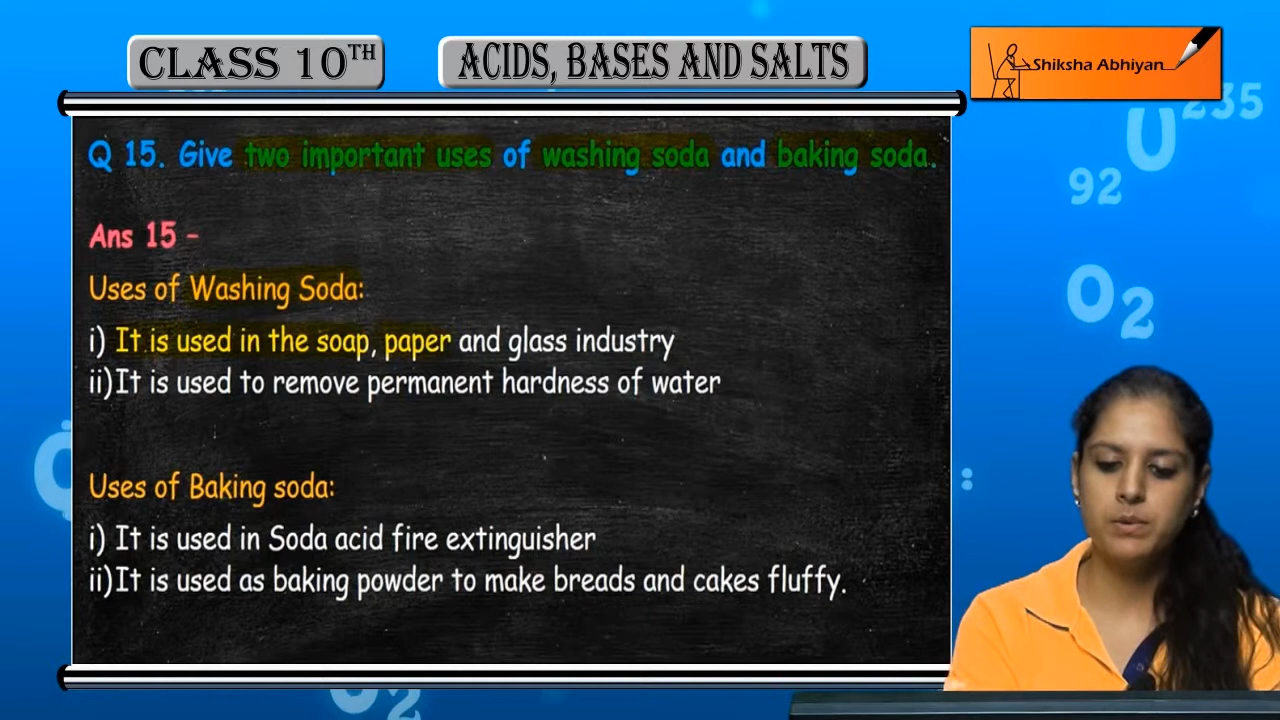 CLASS 10TH
ACIDS, BASES AND SALTS
Shiksha Abhiyan
Q 15. Give two important uses of washing soda and baking soda.
Ans 15 -
Uses of Washing Soda:
i) It is used in the soap, paper and glass industry
ii)It is used to remove permanent hardness of water
Uses of Baking soda:
i) It is used in Soda acid fire extinguisher
ii)It is used as baking powder to make breads and cakes fluffy.
U 235
92
O2
O2